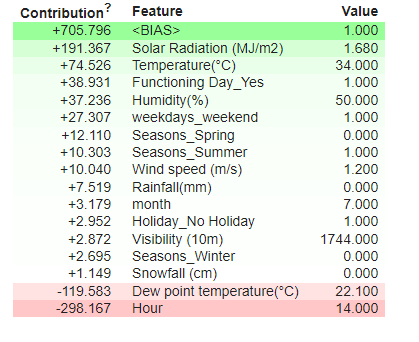 Contribution? Feature Value
+705.796 <BIAS> 1.000
+191.367 Solar Radiation (MJ/m2) 1.680
+74.526 Temperature(°C) 34.000
+38.931 Functioning Day_Yes 1.000
+37.236 Humidity(%) 50.000
+27.307 weekdays_weekend 1.000
+12.110 Seasons_Spring 0.000
+10.303 Seasons_Summer 1.000
+10.040 Wind speed (m/s) 1.200
+7.519 Rainfall(mm) 0.000
+3.179 month 7.000
+2.952 Holiday_No Holiday 1.000
+2.872 Visibility (10m) 1744.000
+2.695 Seasons_Winter 0.000
+1.149 Snowfall (cm) 0.000
-119.583 Dew point temperature(°C) 22.100
-298.167 Hour 14.000